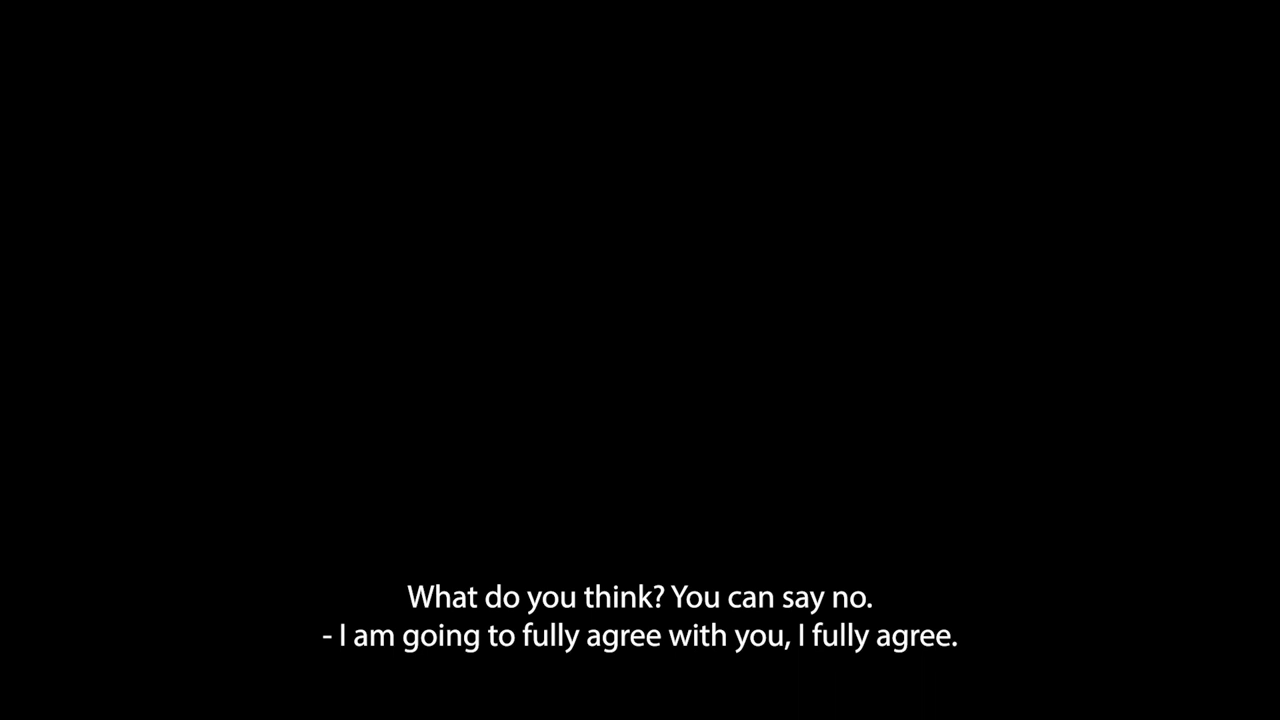 What do you think? You can say no.
- I am going to fully agree with you, I fully agree.